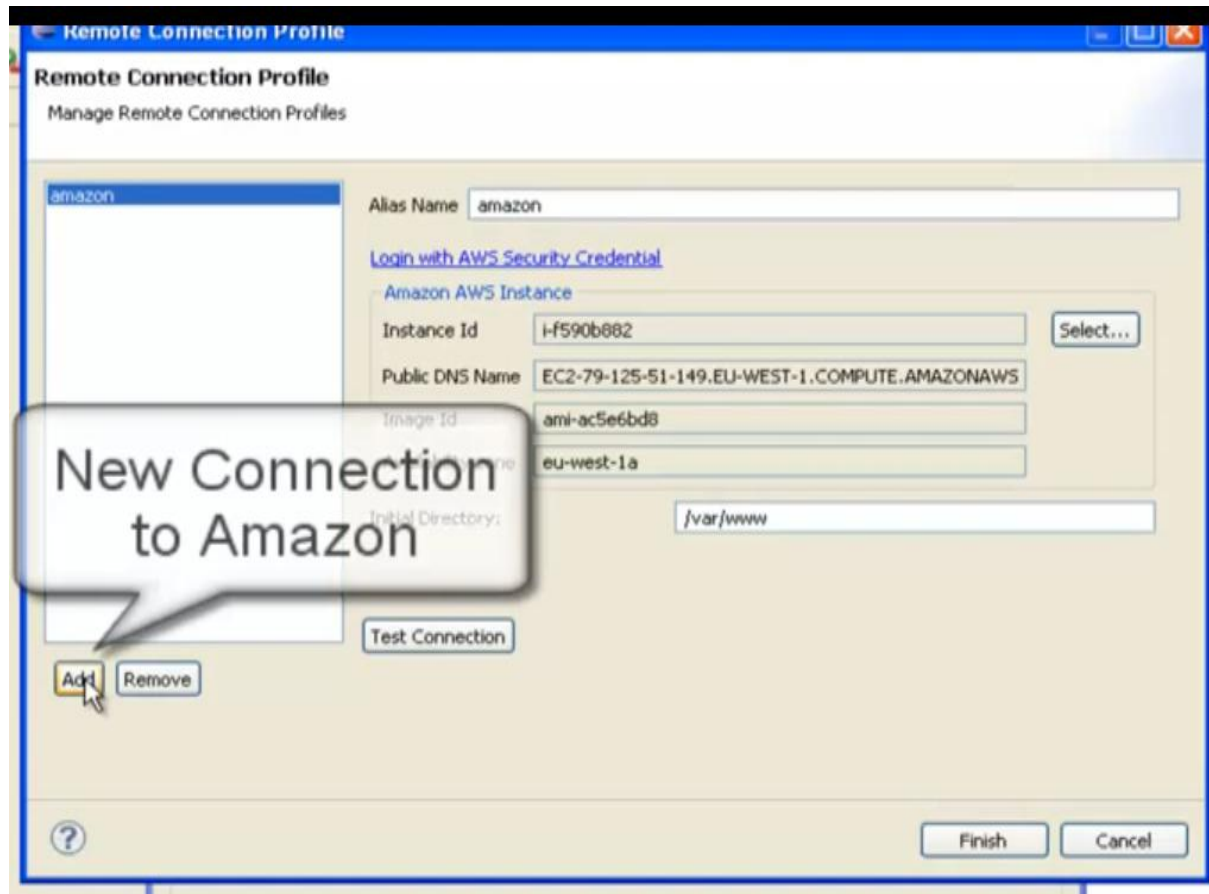 Remote Connection Profile
Remote Connection Profile
Manage Remote Connection Profiles
amazon
Alias Name amazon
Login with AWS Security Credential
Amazon AWS Instance
Instance Id i-f590b882 Select...
Public DNS Name EC2-79-125-51-149.EU-WEST-1.COMPUTE.AMAZONAWS
Image Id ami-ac5e6bd8
eu-west-1a
Initial Directory: /var/www
New Connection
to Amazon
Test Connection
Add Remove
? Finish Cancel